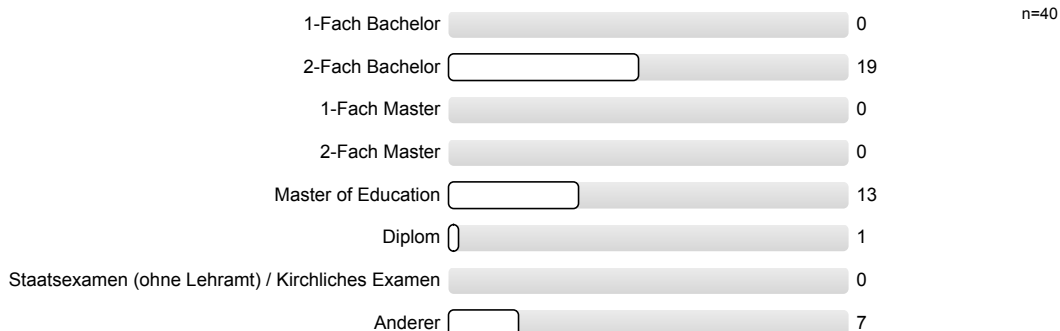 n=40
1-Fach Bachelor 0
2-Fach Bachelor 19
1-Fach Master 0
2-Fach Master 0
Master of Education 13
Diplom 1
Staatsexamen (ohne Lehramt) / Kirchliches Examen 0
Anderer 7